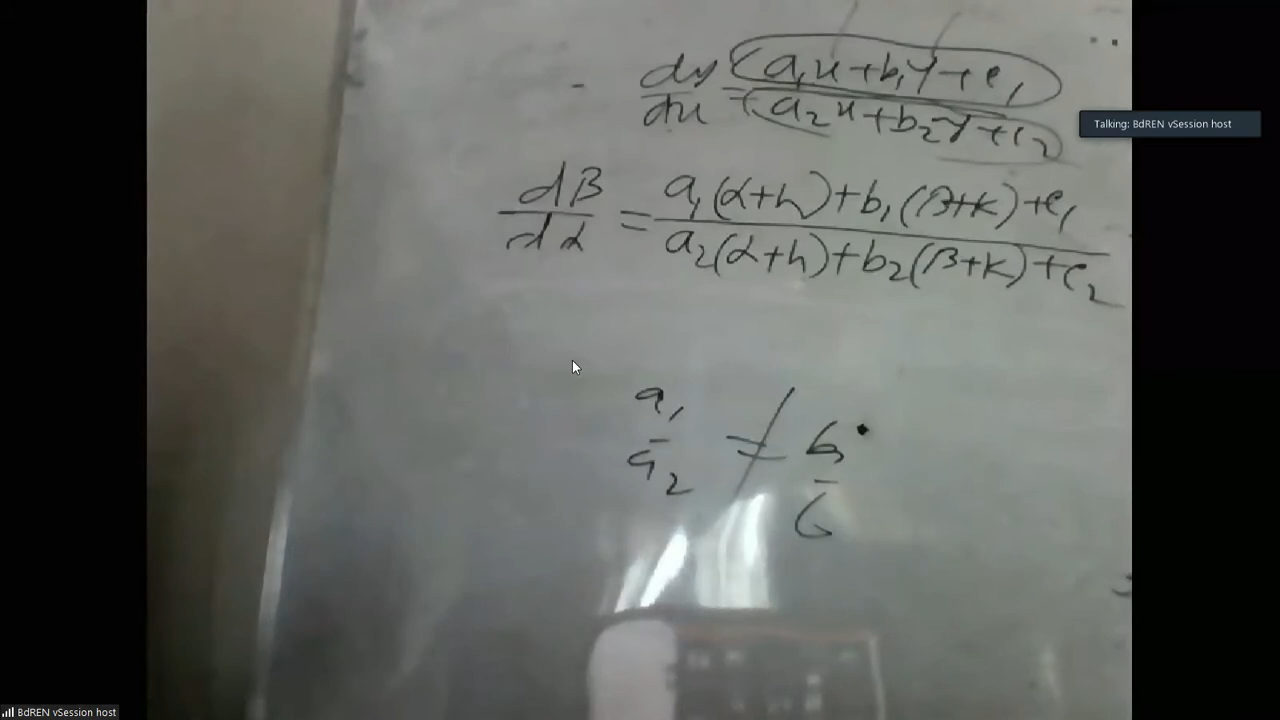 dy/dx = (a₁x+b₁y+c₁)/(a₂x+b₂y+c₂)
Talking: BdREN vSession host
dβ/dα = a₁(α+h)+b₁(β+k)+c₁/a₂(α+h)+b₂(β+k)+c₂
a₁/a₂ ≠ b₁/b
BdREN vSession host